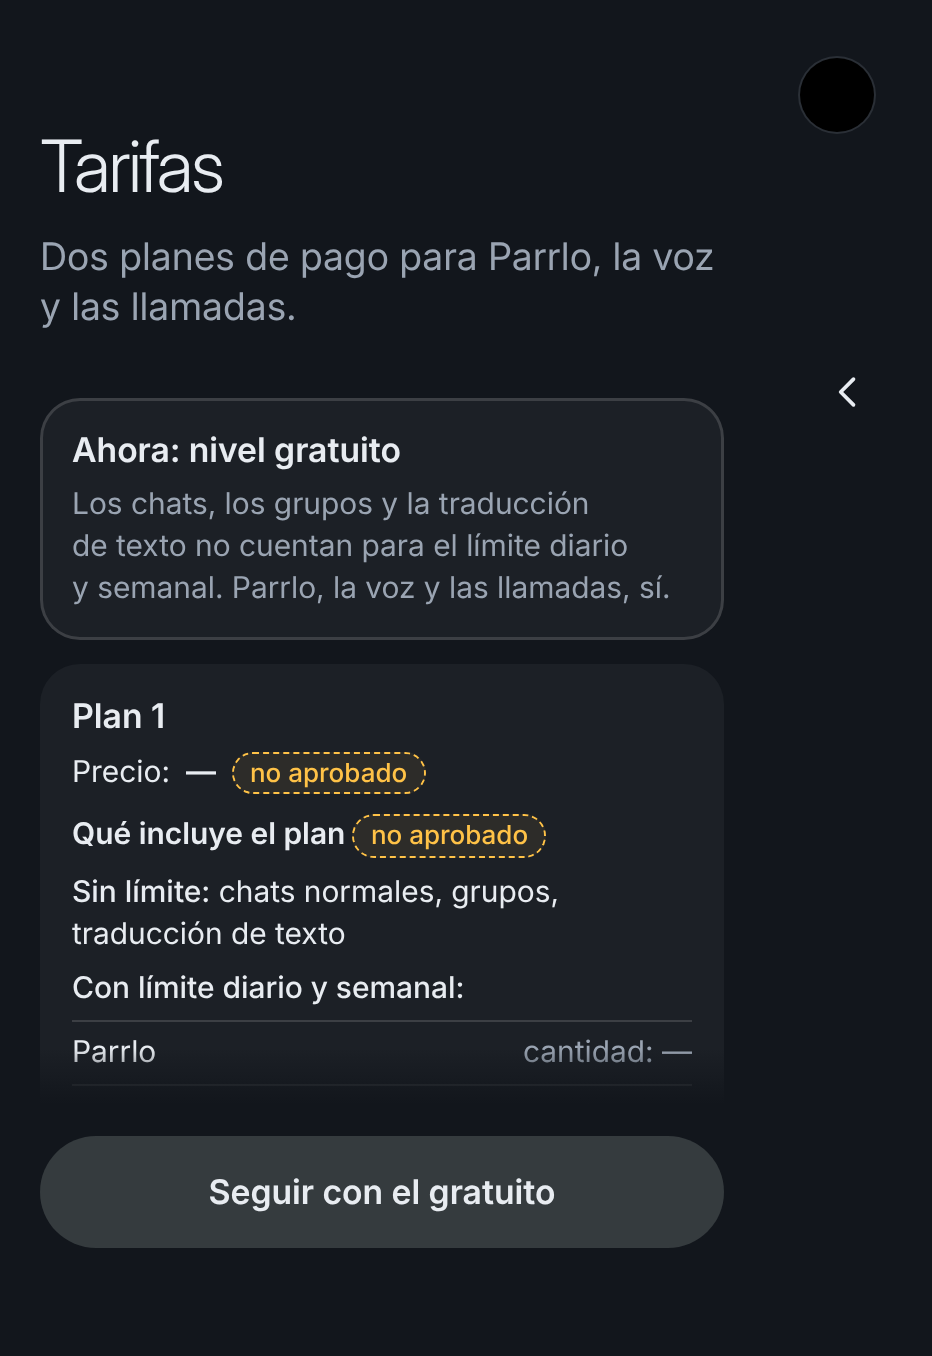 Tarifas
Dos planes de pago para Parrlo, la voz
y las llamadas.
Ahora: nivel gratuito
Los chats, los grupos y la traducción
de texto no cuentan para el límite diario
y semanal. Parrlo, la voz y las llamadas, sí.
Plan 1
Precio: — no aprobado
Qué incluye el plan no aprobado
Sin límite: chats normales, grupos,
traducción de texto
Con límite diario y semanal:
Parrlo cantidad: —
Seguir con el gratuito